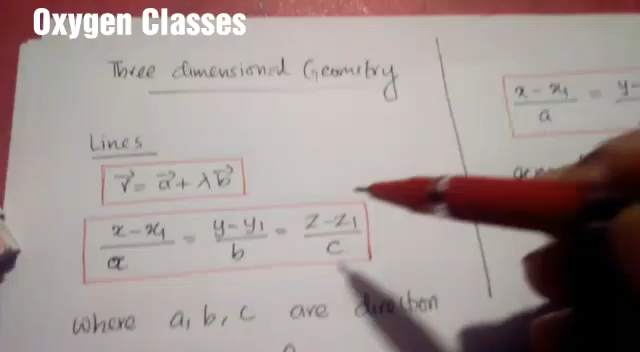 Oxygen Classes
Three dimensional Geometry
Lines
r⃗ = a⃗ + λb⃗
(x - x₁)/a = (y - y₁)/b = (z - z₁)/c
where a, b, c are direction
(x - x₁)/a = y-